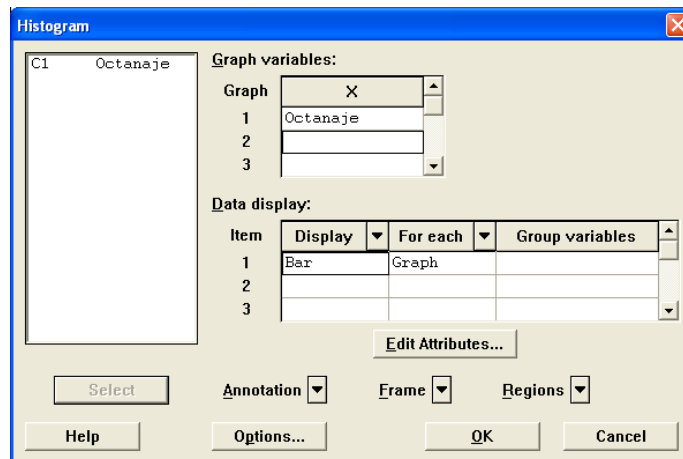 Histogram
C1 Octanaje
Graph variables:
Graph X
1 Octanaje
2
3
Data display:
Item Display For each Group variables
1 Bar Graph
2
3
Edit Attributes...
Select Annotation Frame Regions
Help Options... OK Cancel